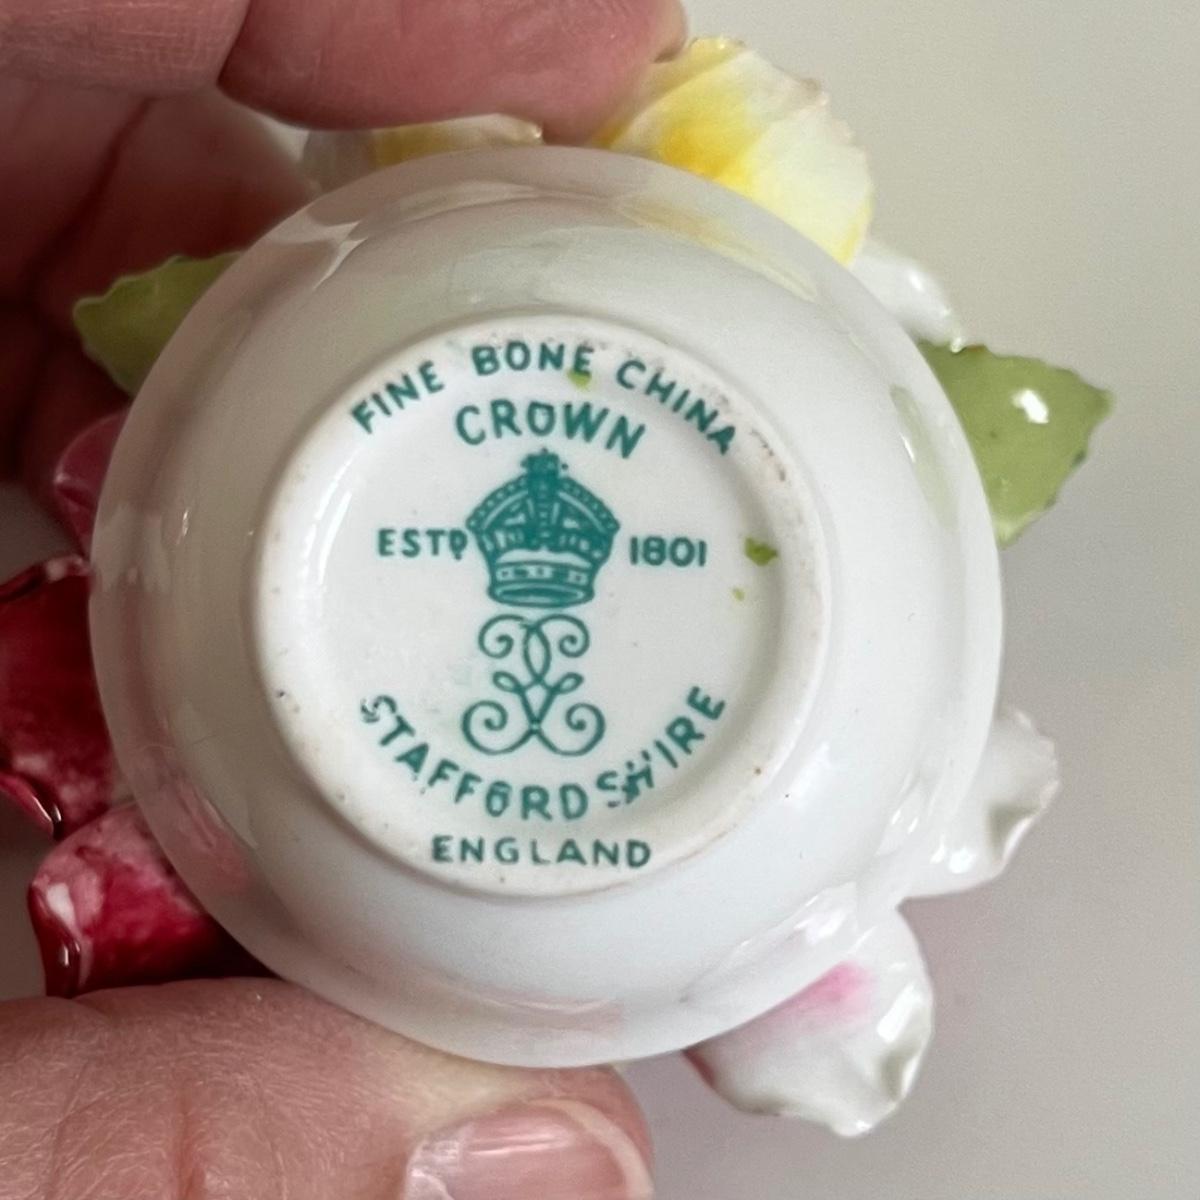 FINE BONE CHINA
CROWN
ESTD 1801
STAFFORDSHIRE
ENGLAND